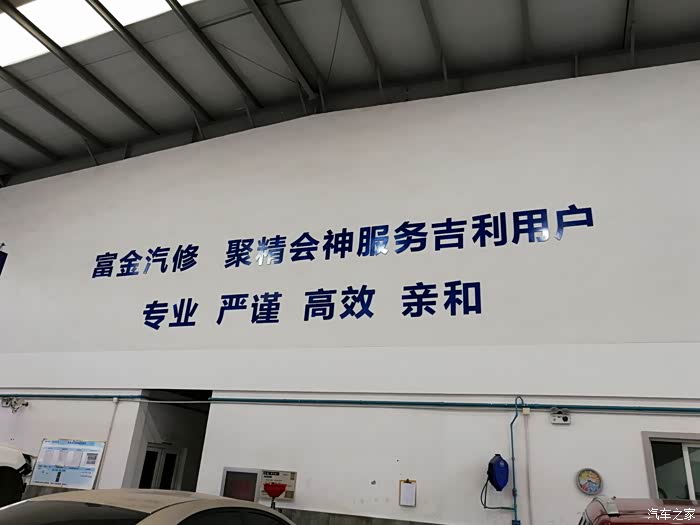 富金汽修 聚精会神服务吉利用户
专业 严谨 高效 亲和
汽车之家